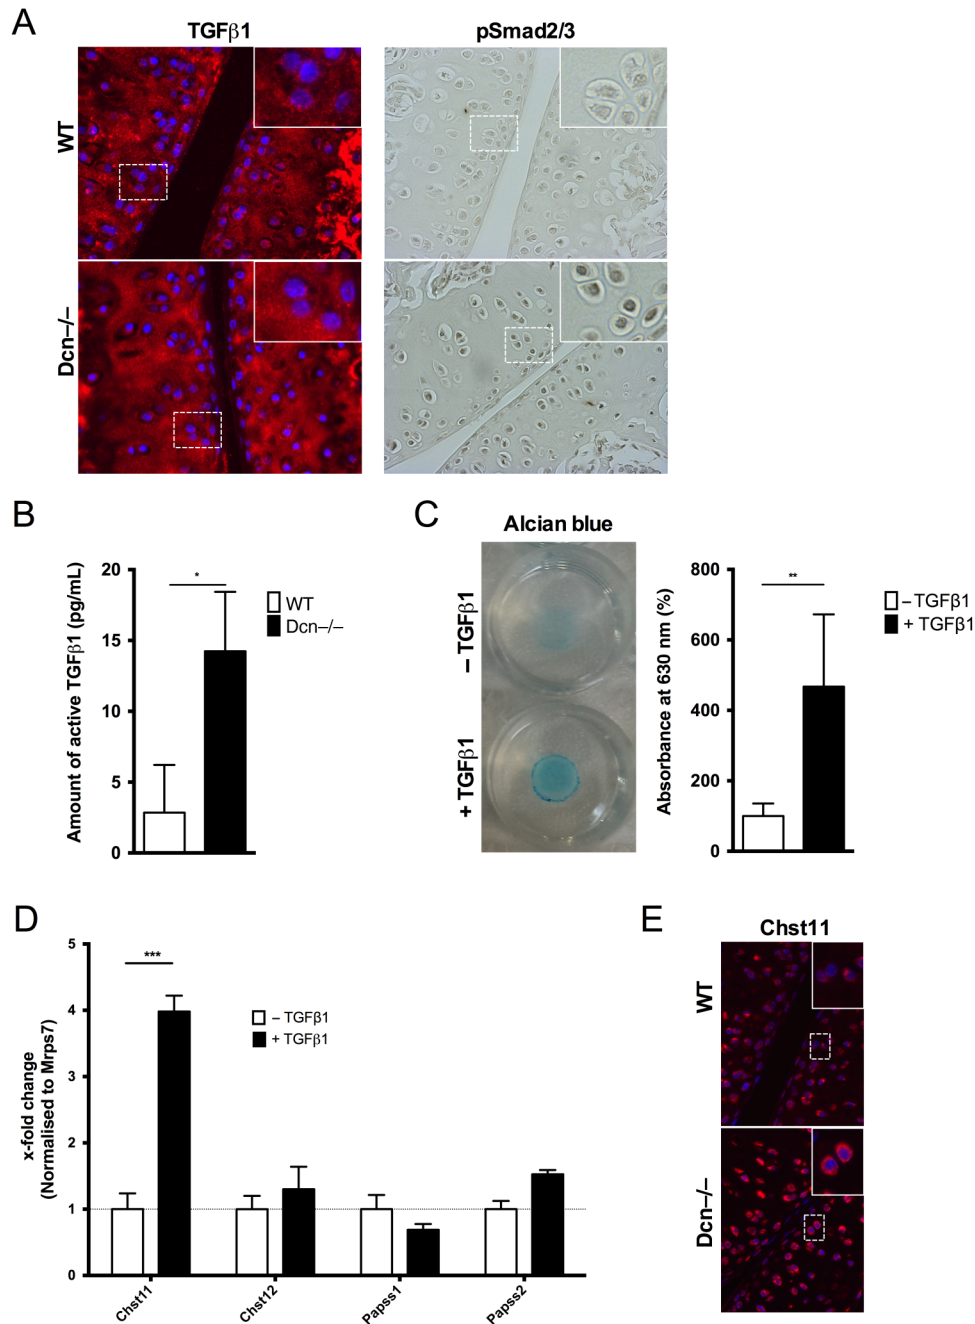 A
TGFβ1
pSmad2/3
WT
Dcn–/–
B
Amount of active TGFβ1 (pg/mL)
20
15
10
5
0
*
WT
Dcn–/–
C
Alcian blue
– TGFβ1
+ TGFβ1
Absorbance at 630 nm (%)
800
600
400
200
0
**
– TGFβ1
+ TGFβ1
D
x-fold change
(Normalised to Mrps7)
5
4
3
2
1
0
***
– TGFβ1
+ TGFβ1
Chst11
Chst12
Papss1
Papss2
E
Chst11
WT
Dcn–/–